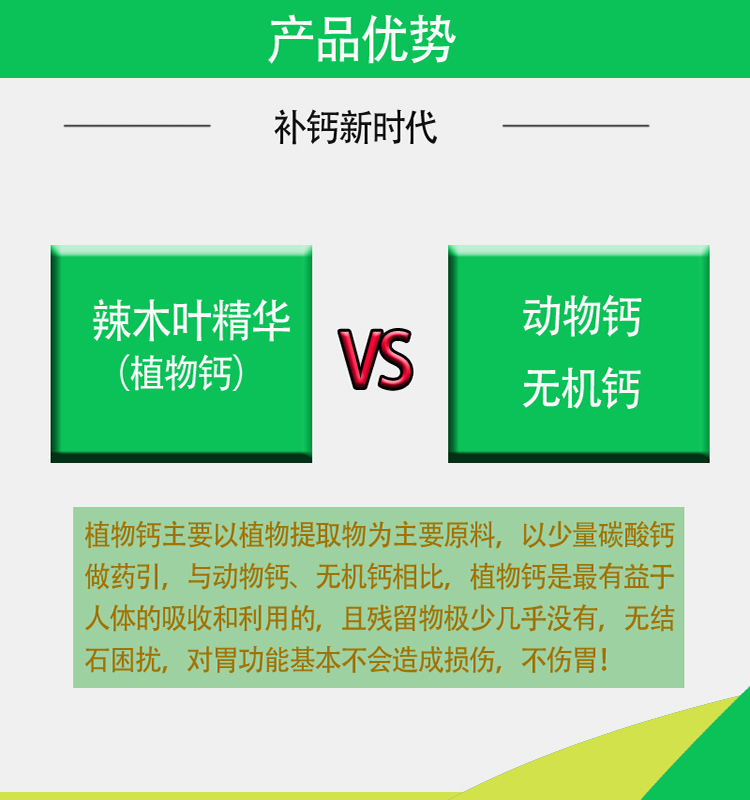 产品优势
补钙新时代
辣木叶精华
(植物钙)
VS
动物钙
无机钙
植物钙主要以植物提取物为主要原料，以少量碳酸钙
做药引，与动物钙、无机钙相比，植物钙是最有益于
人体的吸收和利用的，且残留物极少几乎没有，无结
石困扰，对胃功能基本不会造成损伤，不伤胃！